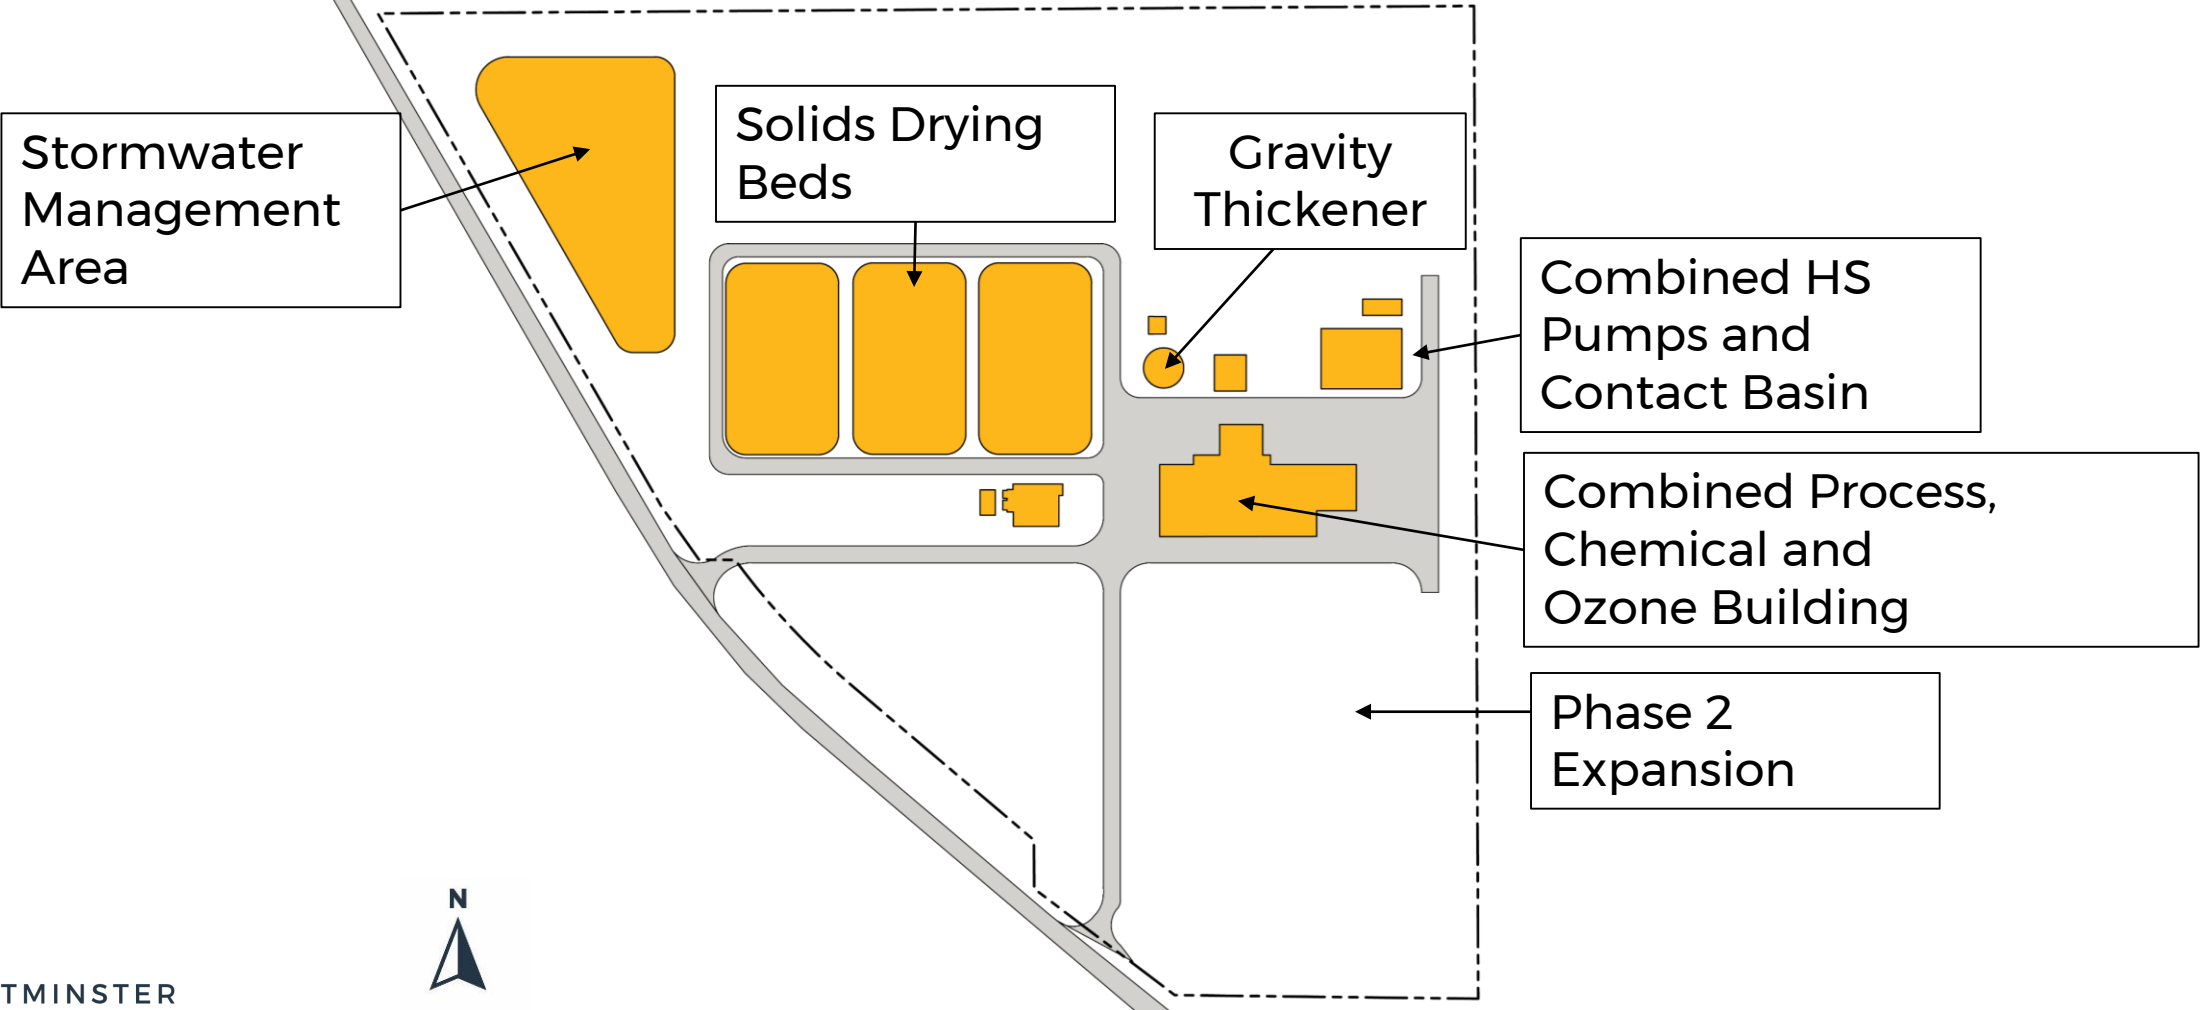 Stormwater
Management
Area
Solids Drying
Beds
Gravity
Thickener
Combined HS
Pumps and
Contact Basin
Combined Process,
Chemical and
Ozone Building
Phase 2
Expansion
N
TMINSTER